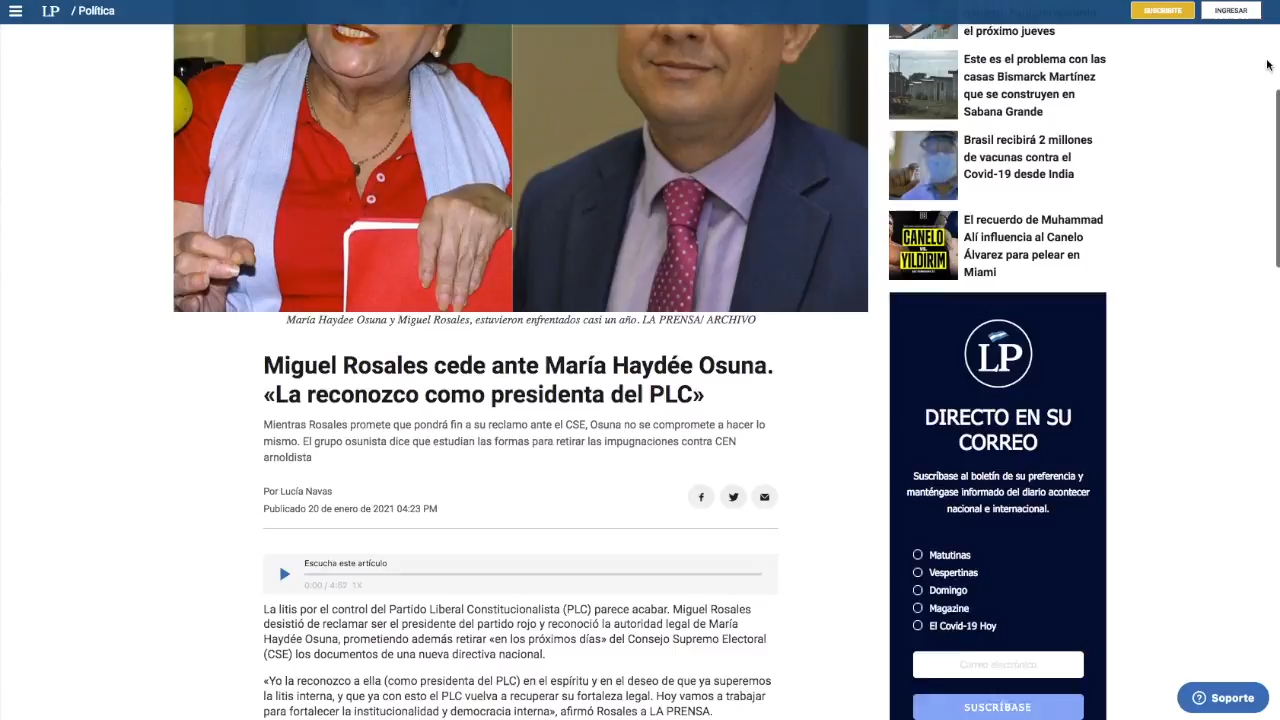 LP / Política
SUSCRIBITE
INGRESAR
el próximo jueves
Este es el problema con las
casas Bismarck Martínez
que se construyen en
Sabana Grande
Brasil recibirá 2 millones
de vacunas contra el
Covid-19 desde India
CANELO
VS.
YILDIRIM
El recuerdo de Muhammad
Alí influencia al Canelo
Álvarez para pelear en
Miami
María Haydee Osuna y Miguel Rosales, estuvieron enfrentados casi un año. LA PRENSA/ ARCHIVO
Miguel Rosales cede ante María Haydée Osuna.
«La reconozco como presidenta del PLC»
Mientras Rosales promete que pondrá fin a su reclamo ante el CSE, Osuna no se compromete a hacer lo
mismo. El grupo osunista dice que estudian las formas para retirar las impugnaciones contra CEN
arnoldista
Por Lucía Navas
Publicado 20 de enero de 2021 04:23 PM
Escucha este artículo
0:00 / 4:52 1X
La litis por el control del Partido Liberal Constitucionalista (PLC) parece acabar. Miguel Rosales
desistió de reclamar ser el presidente del partido rojo y reconoció la autoridad legal de María
Haydée Osuna, prometiendo además retirar «en los próximos días» del Consejo Supremo Electoral
(CSE) los documentos de una nueva directiva nacional.
«Yo la reconozco a ella (como presidenta del PLC) en el espíritu y en el deseo de que ya superemos
la litis interna, y que ya con esto el PLC vuelva a recuperar su fortaleza legal. Hoy vamos a trabajar
para fortalecer la institucionalidad y democracia interna», afirmó Rosales a LA PRENSA.
LP
DIRECTO EN SU
CORREO
Suscríbase al boletín de su preferencia y
manténgase informado del diario acontecer
nacional e internacional.
Matutinas
Vespertinas
Domingo
Magazine
El Covid-19 Hoy
Correo electrónico
SUSCRÍBASE
Soporte